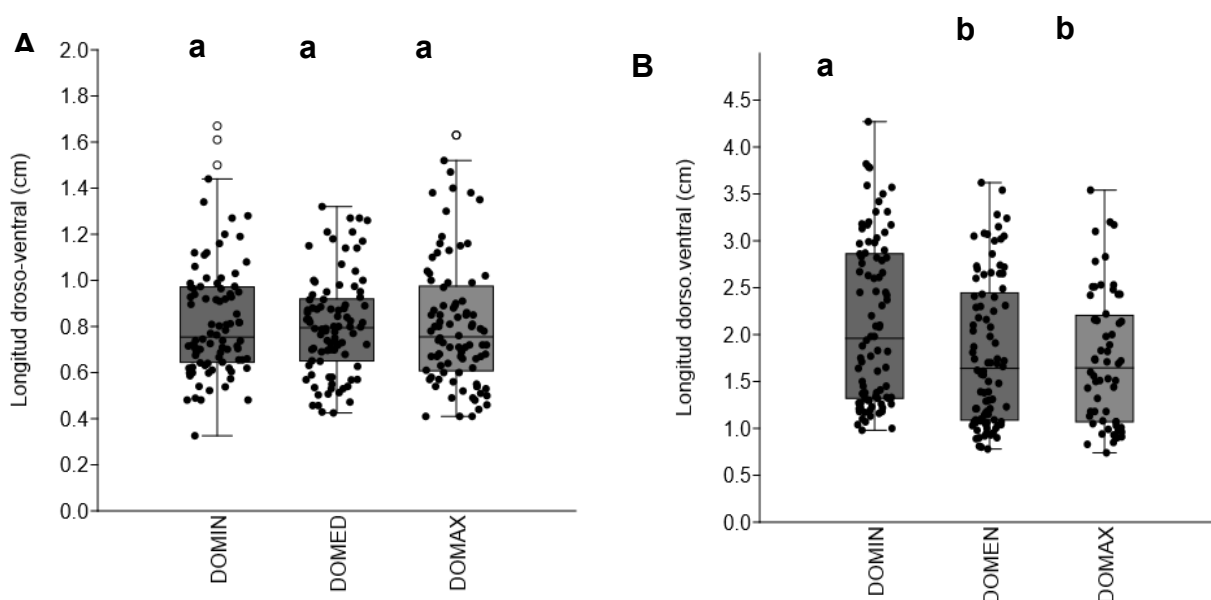 A
a a a
2.0
1.8
1.6
1.4
1.2
1.0
0.8
0.6
0.4
0.2
0.0
Longitud droso-ventral (cm)
DOMIN
DOMED
DOMAX
B
a b b
4.5
4.0
3.5
3.0
2.5
2.0
1.5
1.0
0.5
0.0
Longitud dorso.ventral (cm)
DOMIN
DOMEN
DOMAX